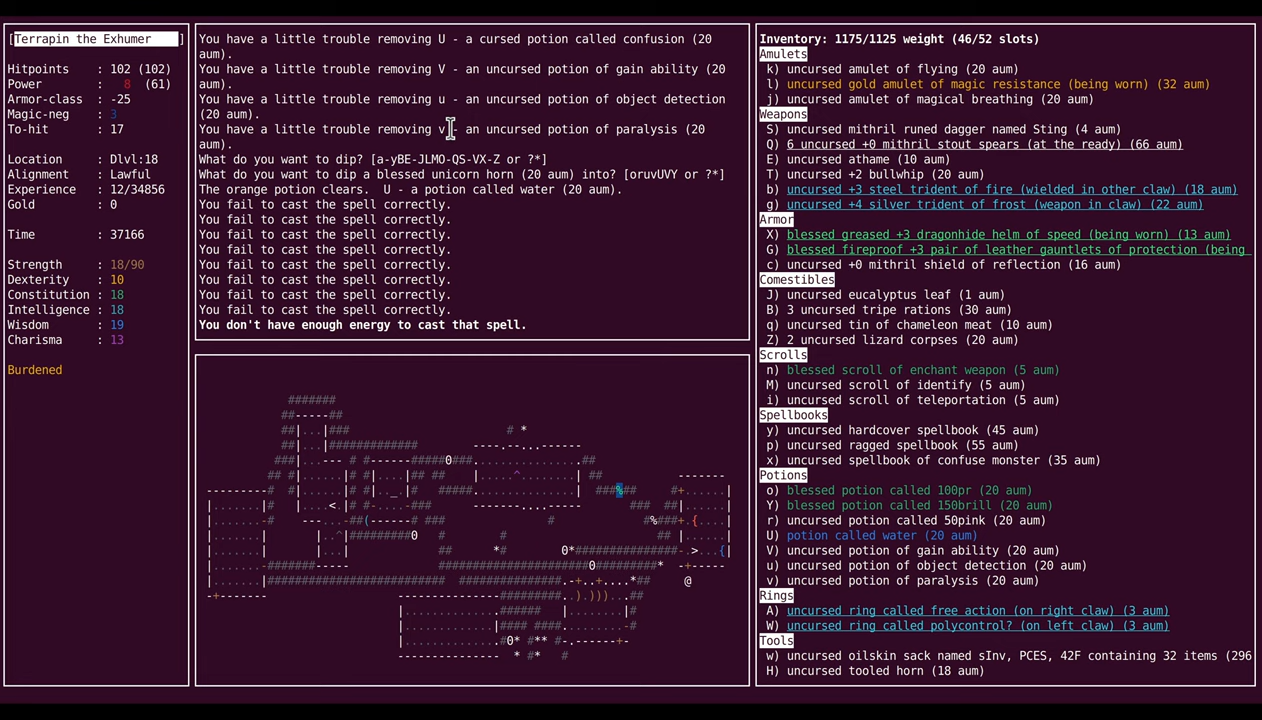 [Terrapin the Exhumer ]
Hitpoints : 102 (102)
Power : 8 (61)
Armor-class : -25
Magic-neg : 3
To-hit : 17
Location : Dlvl:18
Alignment : Lawful
Experience : 12/34856
Gold : 0
Time : 37166
Strength : 18/90
Dexterity : 10
Constitution : 18
Intelligence : 18
Wisdom : 19
Charisma : 13
Burdened
You have a little trouble removing U - a cursed potion called confusion (20
aum).
You have a little trouble removing V - an uncursed potion of gain ability (20
aum).
You have a little trouble removing u - an uncursed potion of object detection
(20 aum).
You have a little trouble removing v - an uncursed potion of paralysis (20
aum).
What do you want to dip? [a-yBE-JLMO-QS-VX-Z or ?*]
What do you want to dip a blessed unicorn horn (20 aum) into? [oruvUVY or ?*]
The orange potion clears.  U - a potion called water (20 aum).
You fail to cast the spell correctly.
You fail to cast the spell correctly.
You fail to cast the spell correctly.
You fail to cast the spell correctly.
You fail to cast the spell correctly.
You fail to cast the spell correctly.
You fail to cast the spell correctly.
You fail to cast the spell correctly.
You don't have enough energy to cast that spell.
Inventory: 1175/1125 weight (46/52 slots)
Amulets
k) uncursed amulet of flying (20 aum)
l) uncursed gold amulet of magic resistance (being worn) (32 aum)
j) uncursed amulet of magical breathing (20 aum)
Weapons
S) uncursed mithril runed dagger named Sting (4 aum)
Q) 6 uncursed +0 mithril stout spears (at the ready) (66 aum)
E) uncursed athame (10 aum)
T) uncursed +2 bullwhip (20 aum)
b) uncursed +3 steel trident of fire (wielded in other claw) (18 aum)
g) uncursed +4 silver trident of frost (weapon in claw) (22 aum)
Armor
X) blessed greased +3 dragonhide helm of speed (being worn) (13 aum)
G) blessed fireproof +3 pair of leather gauntlets of protection (being
c) uncursed +0 mithril shield of reflection (16 aum)
Comestibles
J) uncursed eucalyptus leaf (1 aum)
B) 3 uncursed tripe rations (30 aum)
q) uncursed tin of chameleon meat (10 aum)
Z) 2 uncursed lizard corpses (20 aum)
Scrolls
n) blessed scroll of enchant weapon (5 aum)
M) uncursed scroll of identify (5 aum)
i) uncursed scroll of teleportation (5 aum)
Spellbooks
y) uncursed hardcover spellbook (45 aum)
p) uncursed ragged spellbook (55 aum)
x) uncursed spellbook of confuse monster (35 aum)
Potions
o) blessed potion called 100pr (20 aum)
Y) blessed potion called 150brill (20 aum)
r) uncursed potion called 50pink (20 aum)
U) potion called water (20 aum)
V) uncursed potion of gain ability (20 aum)
u) uncursed potion of object detection (20 aum)
v) uncursed potion of paralysis (20 aum)
Rings
A) uncursed ring called free action (on right claw) (3 aum)
W) uncursed ring called polycontrol? (on left claw) (3 aum)
Tools
w) uncursed oilskin sack named sInv, PCES, 42F containing 32 items (296
H) uncursed tooled horn (18 aum)